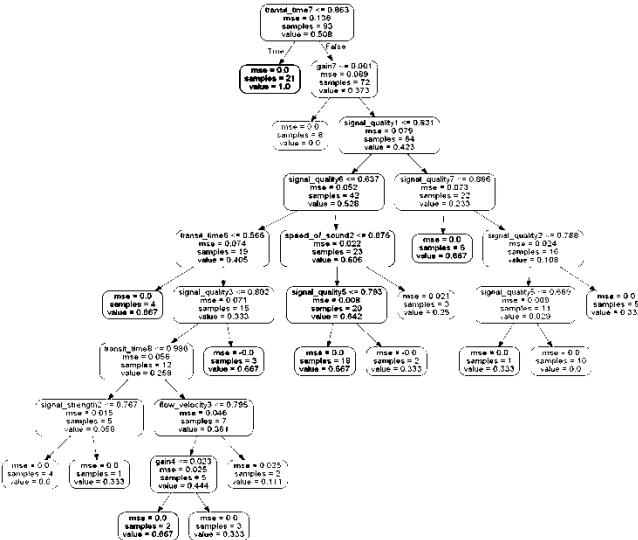 transit_time7 <= 0.863
mse = 0.136
samples = 93
value = 0.508
True
False
mse = 0.0
samples = 21
value = 1.0
gain7 <= 0.001
mse = 0.089
samples = 72
value = 0.373
mse = 0.0
samples = 8
value = 0.0
signal_quality1 <= 0.831
mse = 0.079
samples = 64
value = 0.423
signal_quality6 <= 0.637
mse = 0.052
samples = 42
value = 0.528
signal_quality7 <= 0.866
mse = 0.073
samples = 22
value = 0.233
transit_time6 <= 0.566
mse = 0.074
samples = 19
value = 0.405
speed_of_sound2 <= 0.876
mse = 0.022
samples = 23
value = 0.606
mse = 0.0
samples = 6
value = 0.667
signal_quality2 <= 0.788
mse = 0.024
samples = 16
value = 0.108
mse = 0.0
samples = 4
value = 0.667
signal_quality3 <= 0.802
mse = 0.071
samples = 15
value = 0.333
signal_quality5 <= 0.793
mse = 0.008
samples = 20
value = 0.642
mse = 0.021
samples = 3
value = 0.25
signal_quality5 <= 0.669
mse = 0.009
samples = 11
value = 0.029
mse = 0.0
samples = 5
value = 0.33
transit_time8 <= 0.986
mse = 0.056
samples = 12
value = 0.259
mse = -0.0
samples = 3
value = 0.667
mse = 0.0
samples = 18
value = 0.667
mse = -0.0
samples = 2
value = 0.333
mse = 0.0
samples = 1
value = 0.333
mse = 0.0
samples = 10
value = 0.0
signal_strength2 <= 0.767
mse = 0.015
samples = 5
flow_velocity3 <= 0.795
mse = 0.046
samples = 7
value = 0.381
mse = 0.0
samples = 4
mse = 0.0
samples = 1
value = 0.333
gain4 <= 0.023
mse = 0.025
samples = 5
value = 0.444
mse = 0.025
samples = 2
value = 0.111
mse = 0.0
samples = 2
value = 0.667
mse = 0.0
samples = 3
value = 0.333